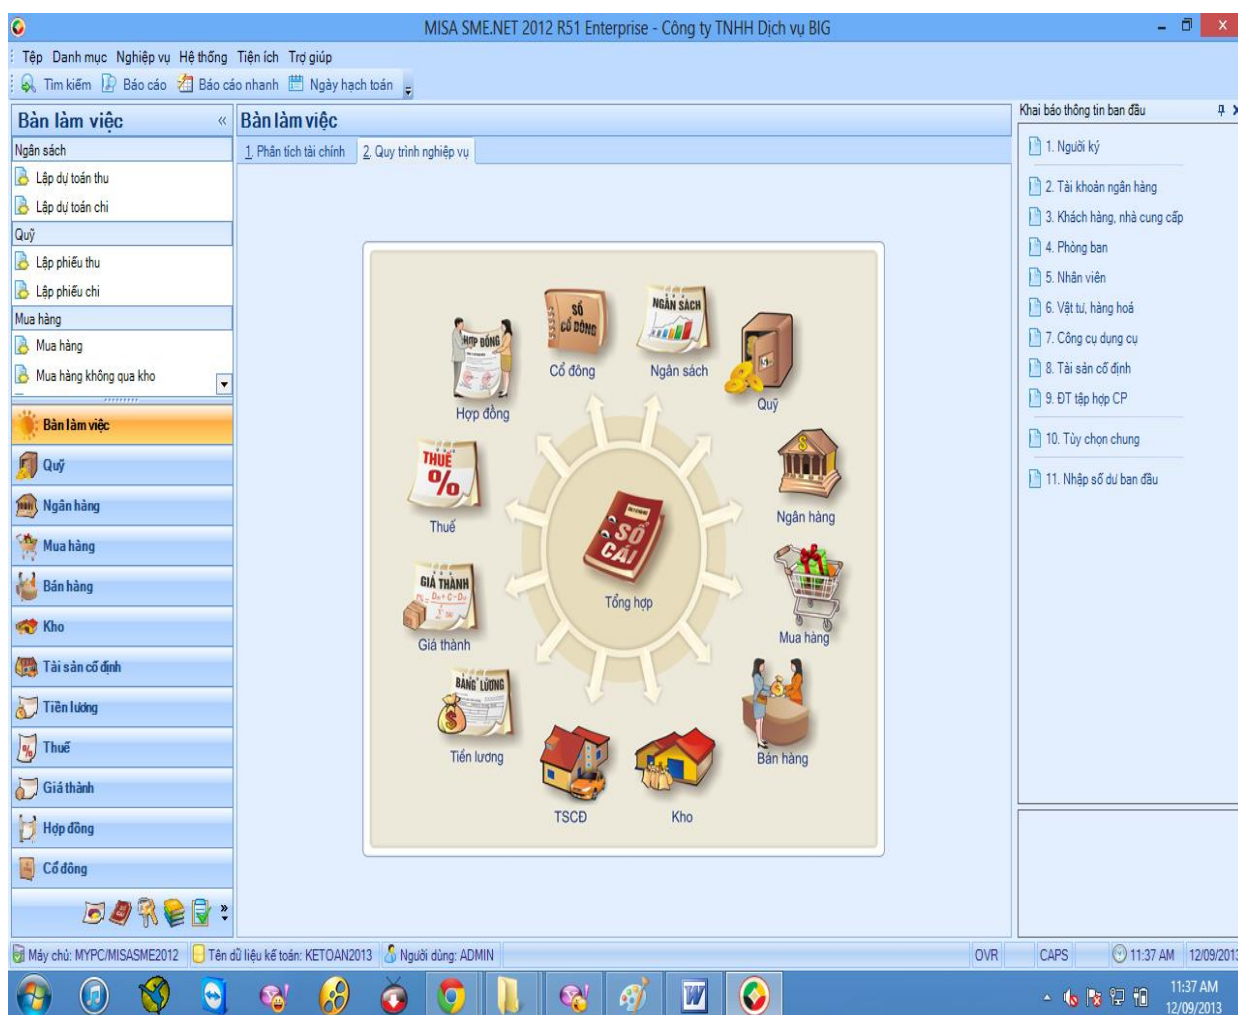 MISA SME.NET 2012 R51 Enterprise - Công ty TNHH Dịch vụ BIG
Tệp Danh mục Nghiệp vụ Hệ thống Tiện ích Trợ giúp
Tìm kiếm Báo cáo Báo cáo nhanh Ngày hạch toán
Bàn làm việc
Ngân sách
Lập dự toán thu
Lập dự toán chi
Quỹ
Lập phiếu thu
Lập phiếu chi
Mua hàng
Mua hàng
Mua hàng không qua kho
Bàn làm việc
Quỹ
Ngân hàng
Mua hàng
Bán hàng
Kho
Tài sản cố định
Tiền lương
Thuế
Giá thành
Hợp đồng
Cổ đông
Bàn làm việc
1. Phân tích tài chính 2. Quy trình nghiệp vụ
HỢP ĐỒNG
Hợp đồng
SỔ
CỔ ĐÔNG
Cổ đông
NGÂN SÁCH
Ngân sách
Quỹ
THUẾ
%
Thuế
Ngân hàng
SỔ
CÁI
Tổng hợp
GIÁ THÀNH
Giá thành
Mua hàng
BẢNG LƯƠNG
Tiền lương
Bán hàng
TSCĐ
Kho
Khai báo thông tin ban đầu
1. Người ký
2. Tài khoản ngân hàng
3. Khách hàng, nhà cung cấp
4. Phòng ban
5. Nhân viên
6. Vật tư, hàng hoá
7. Công cụ dụng cụ
8. Tài sản cố định
9. ĐT tập hợp CP
10. Tùy chọn chung
11. Nhập số dư ban đầu
Máy chủ: MYPC/MISASME2012 Tên dữ liệu kế toán: KETOAN2013 Người dùng: ADMIN OVR CAPS 11:37 AM 12/09/2013
11:37 AM
12/09/2013